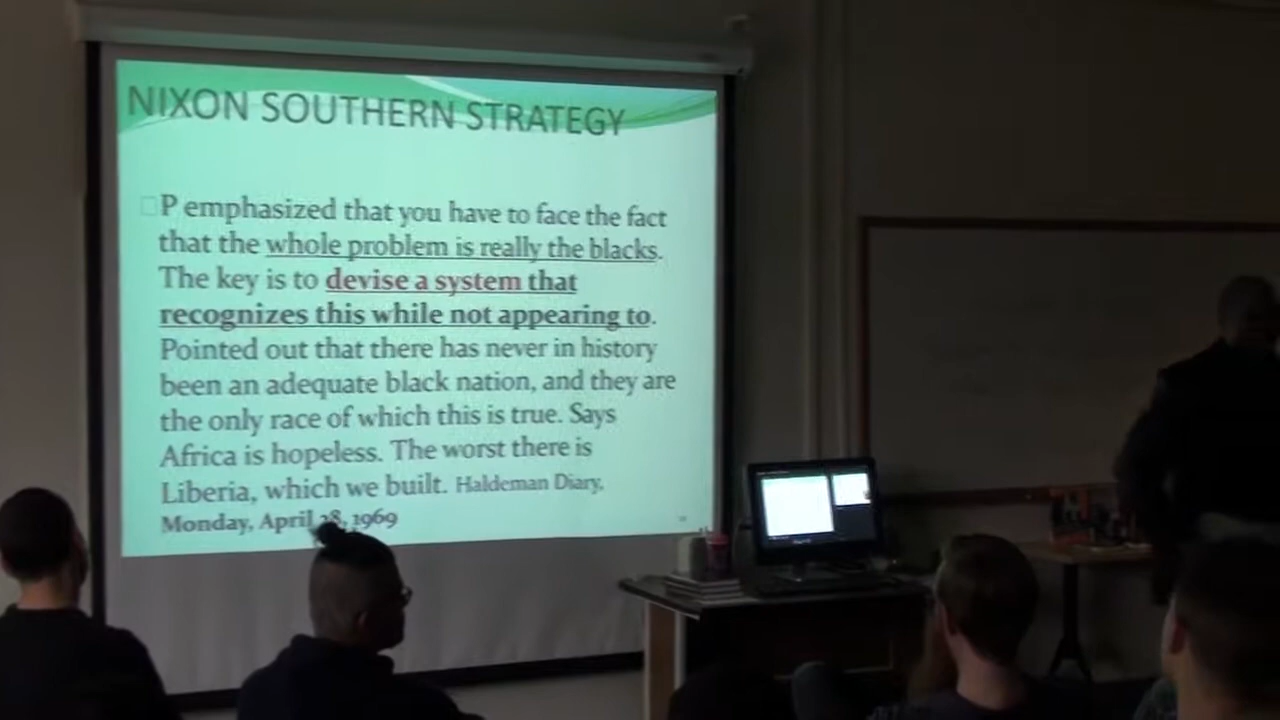 NIXON SOUTHERN STRATEGY
P emphasized that you have to face the fact
that the whole problem is really the blacks.
The key is to devise a system that
recognizes this while not appearing to.
Pointed out that there has never in history
been an adequate black nation, and they are
the only race of which this is true. Says
Africa is hopeless. The worst there is
Liberia, which we built. Haldeman Diary,
Monday, April 28, 1969